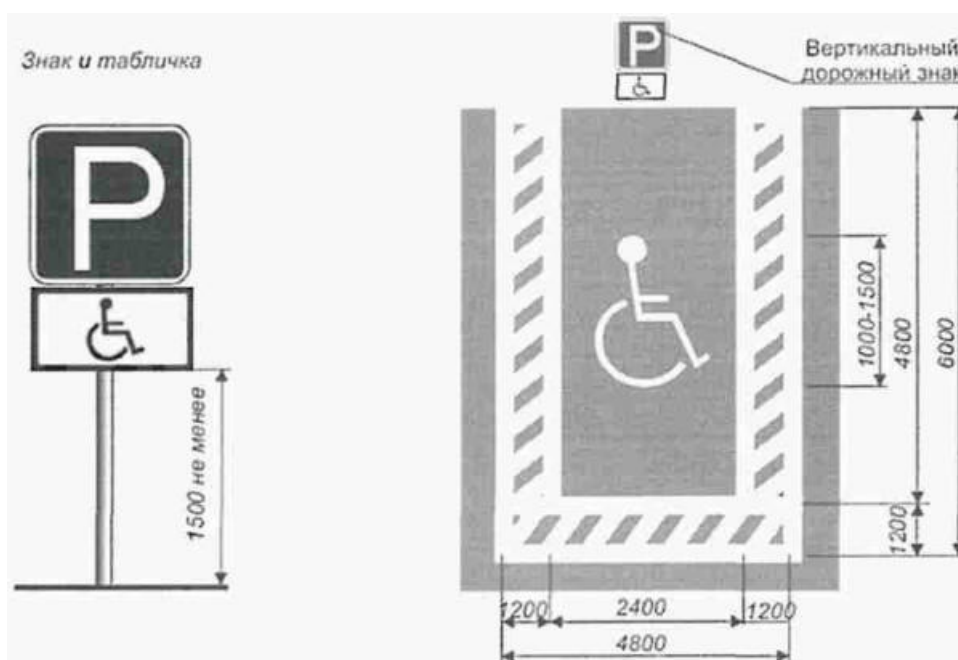 Знак и табличка
P
1500 не менее
P
Вертикальный
дорожный знак
1000-1500
4800
6000
1200
1200
2400
1200
4800